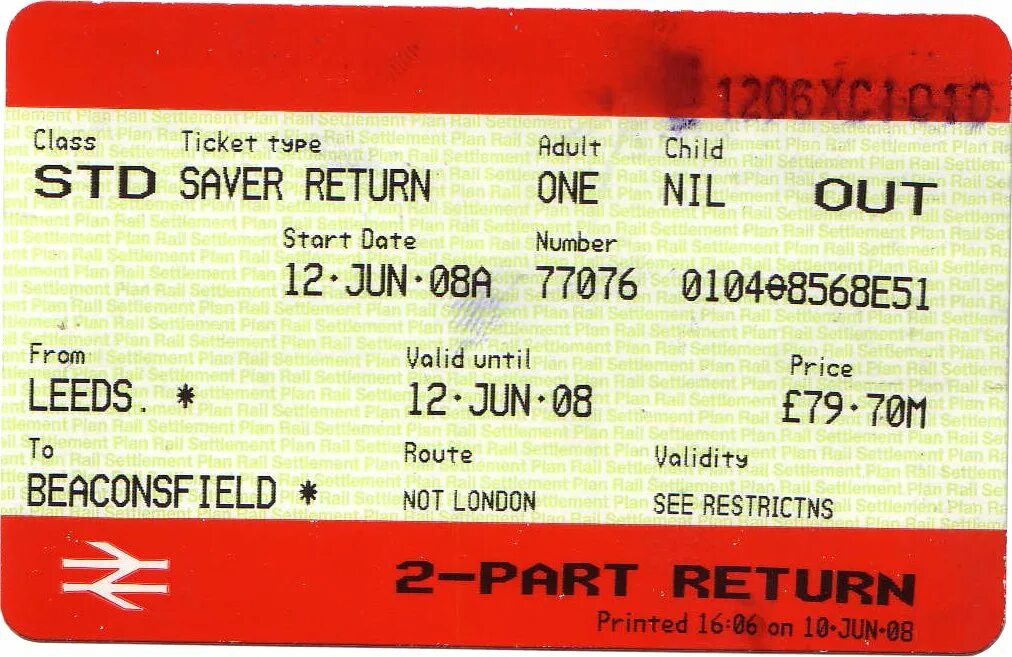 1206XC1010
Class Ticket type Adult Child
STD SAVER RETURN ONE NIL OUT
Start Date Number
12·JUN·08A 77076 0104θ8568E51
From Valid until Price
LEEDS. * 12·JUN·08 £79·70M
To Route Validity
BEACONSFIELD * NOT LONDON SEE RESTRICTNS
2-PART RETURN
Printed 16:06 on 10·JUN·08